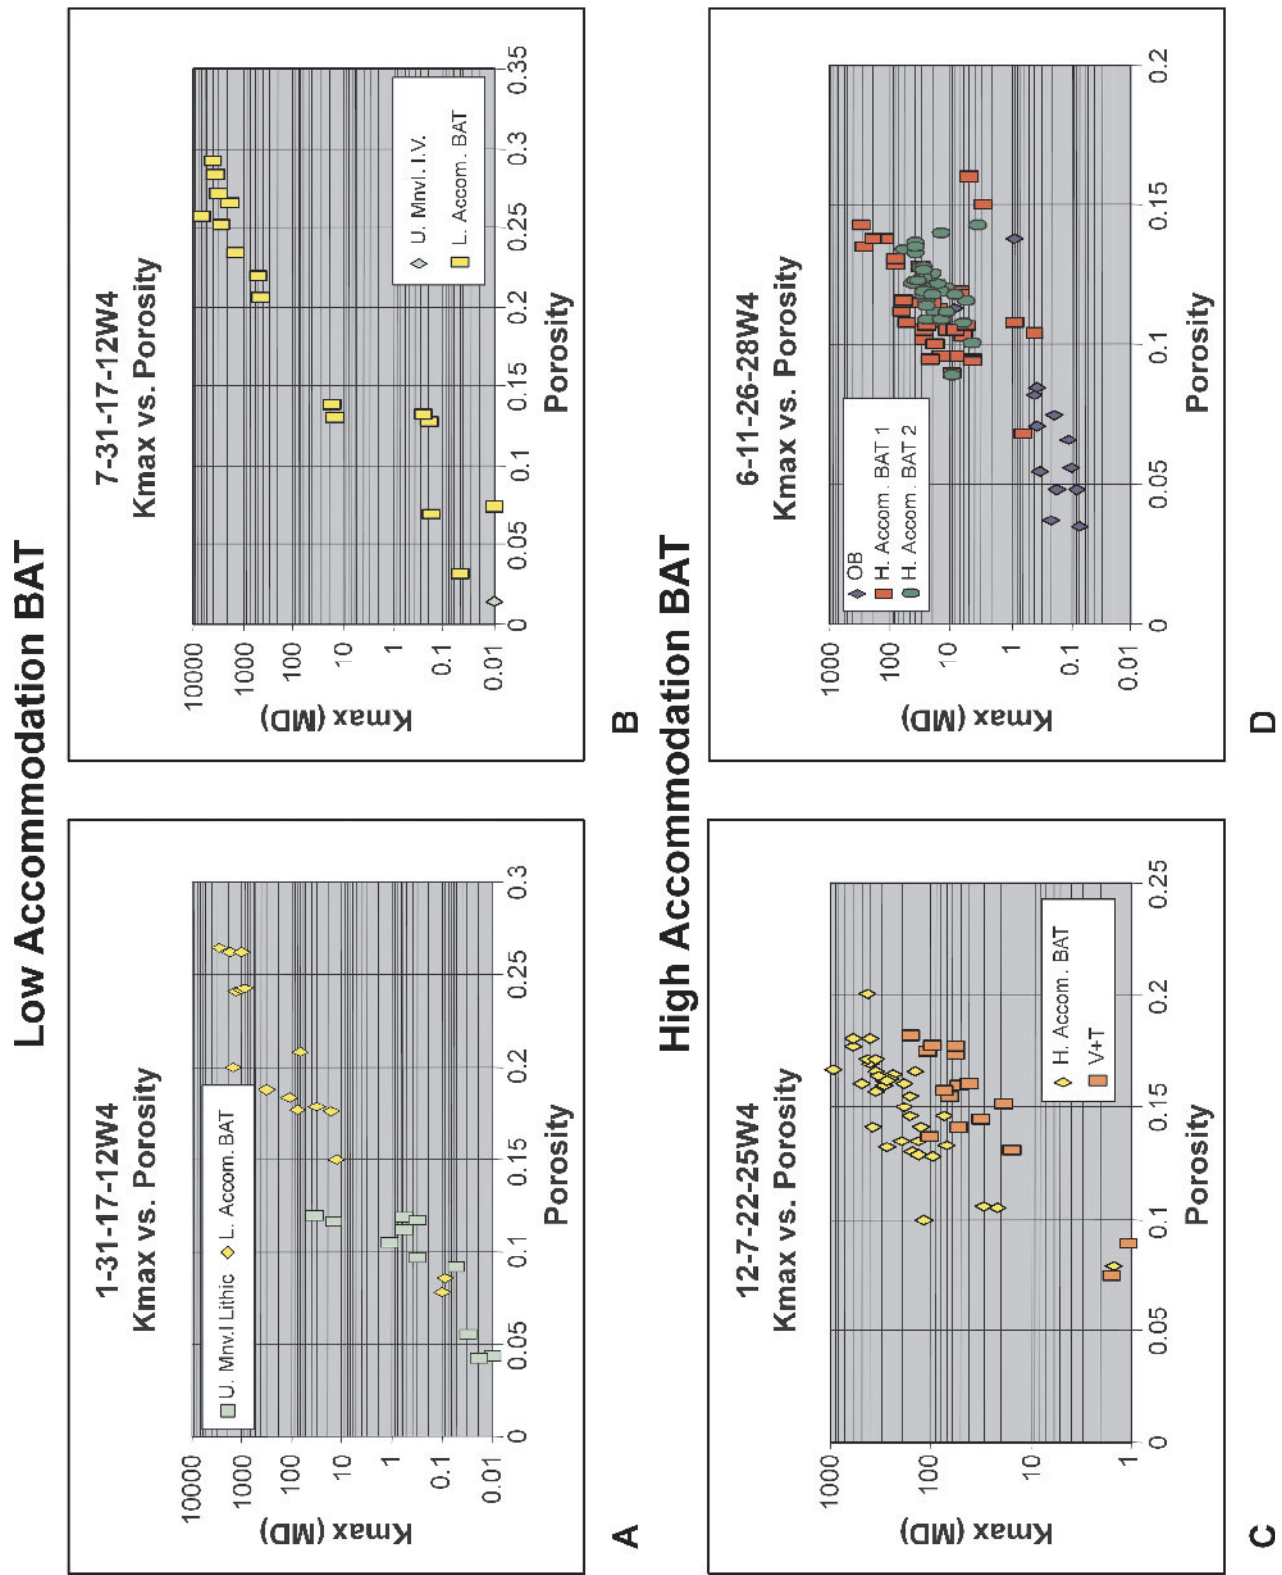 Low Accommodation BAT
1-31-17-12W4
Kmax vs. Porosity
Kmax (MD)
10000
1000
100
10
1
0.1
0.01
U. Mnv.l Lithic
L. Accom. BAT
0
0.05
0.1
0.15
0.2
0.25
0.3
Porosity
A
7-31-17-12W4
Kmax vs. Porosity
Kmax (MD)
10000
1000
100
10
1
0.1
0.01
U. Mnvl. I.V.
L. Accom. BAT
0
0.05
0.1
0.15
0.2
0.25
0.3
0.35
Porosity
B
High Accommodation BAT
12-7-22-25W4
Kmax vs. Porosity
Kmax (MD)
1000
100
10
1
H. Accom. BAT
V+T
0
0.05
0.1
0.15
0.2
0.25
Porosity
C
6-11-26-28W4
Kmax vs. Porosity
Kmax (MD)
1000
100
10
1
0.1
0.01
OB
H. Accom. BAT 1
H. Accom. BAT 2
0
0.05
0.1
0.15
0.2
Porosity
D